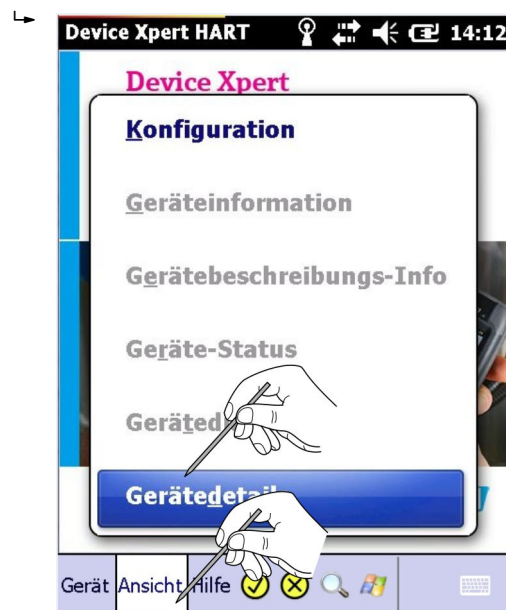 Device Xpert HART 14:12
Device Xpert
Konfiguration
Geräteinformation
Gerätebeschreibungs-Info
Geräte-Status
Gerätedetail
Gerät Ansicht Hilfe